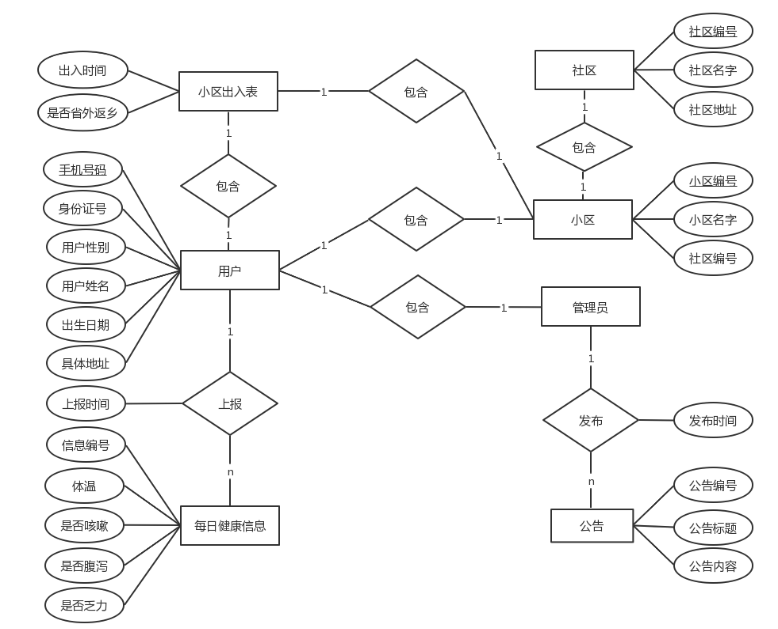 社区编号
社区
社区名字
出入时间
小区出入表
1
包含
1
社区地址
是否省外返乡
1
包含
1
1
手机号码
包含
1
小区编号
身份证号
1
包含
1
小区
小区名字
用户性别
1
1
小区
社区编号
用户
用户姓名
1
包含
1
管理员
出生日期
1
1
具体地址
上报时间
上报
发布
发布时间
信息编号
n
n
公告编号
体温
是否咳嗽
每日健康信息
公告
公告标题
是否腹泻
公告内容
是否乏力